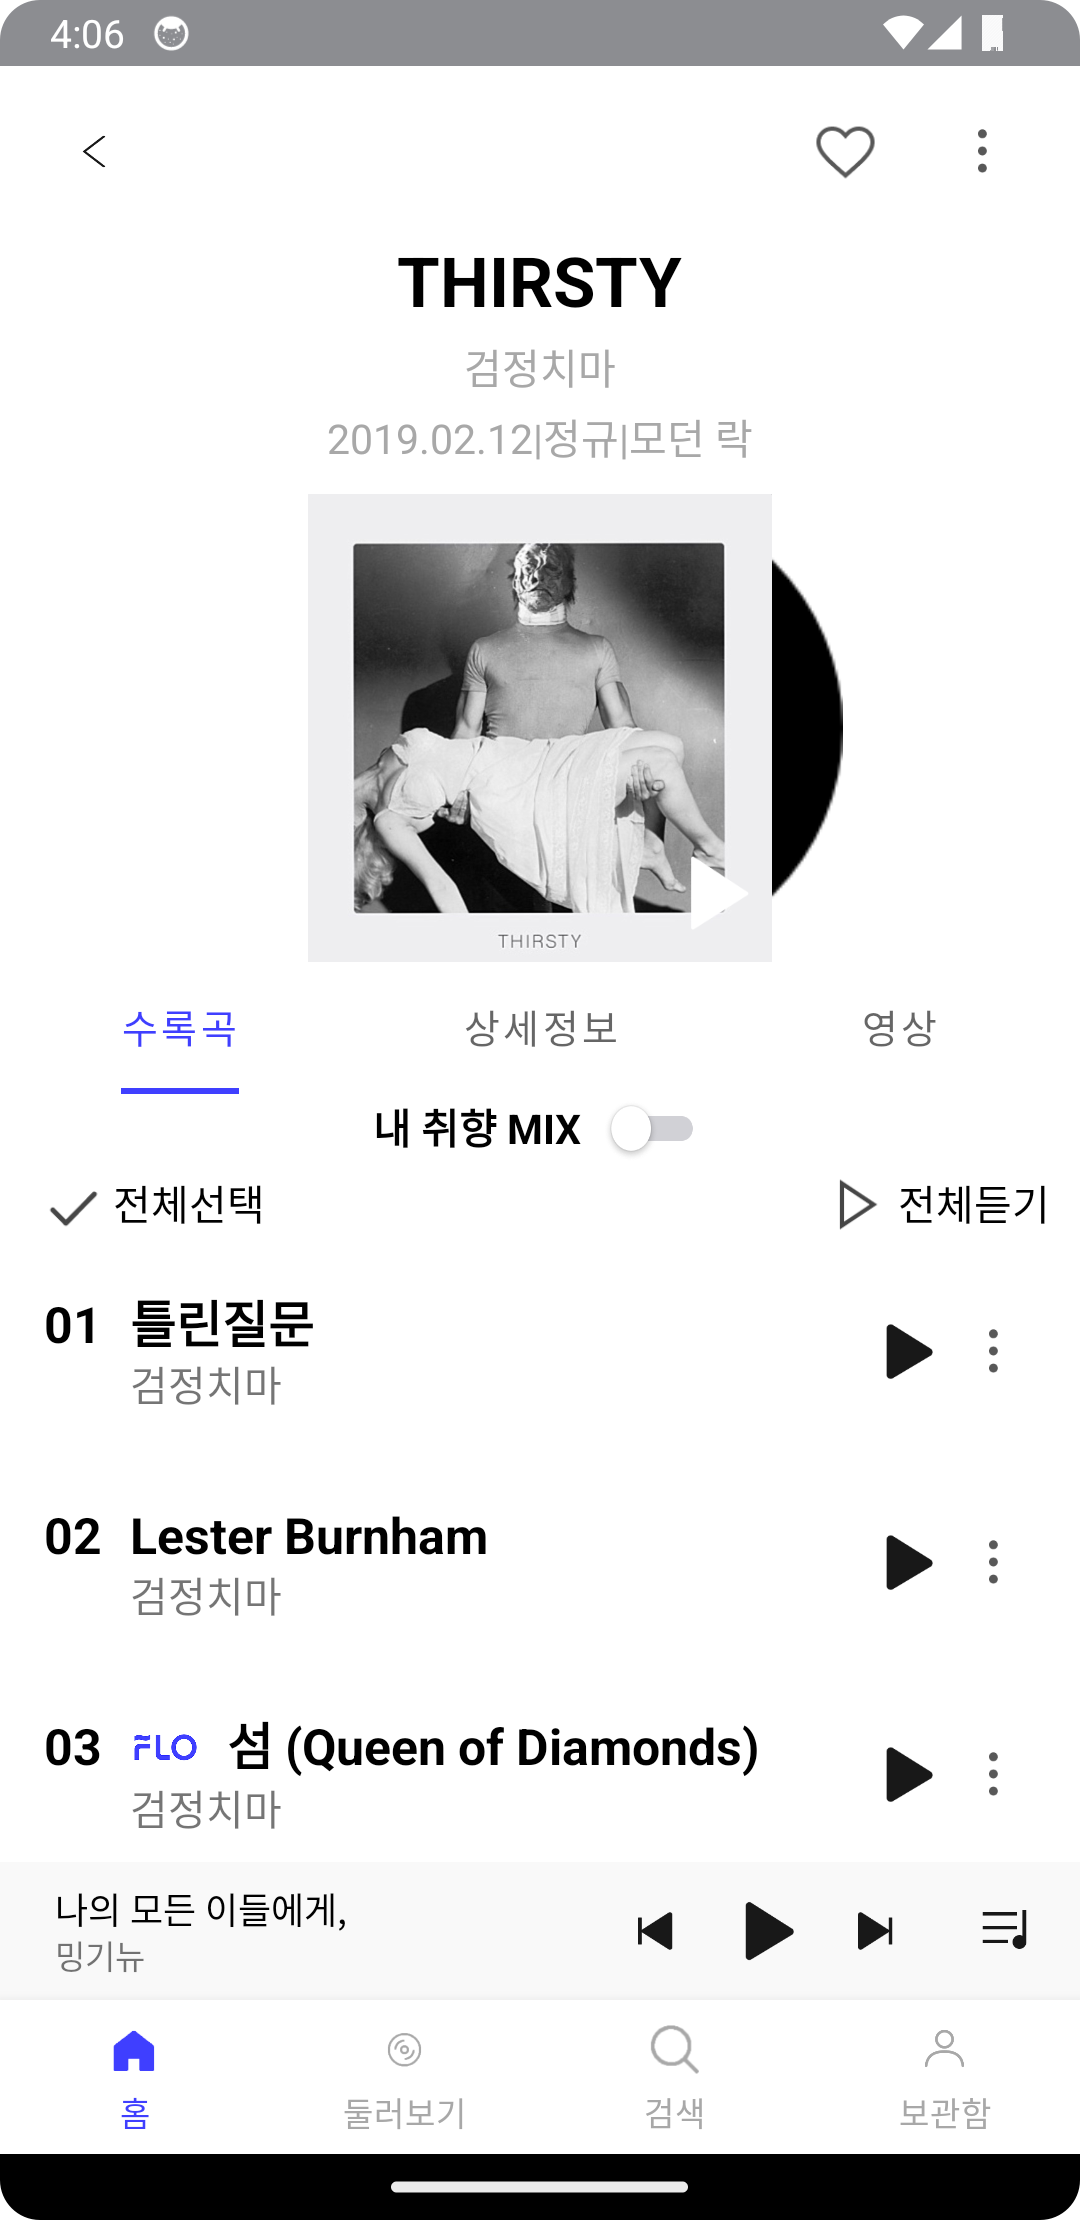 4:06
THIRSTY
검정치마
2019.02.12|정규|모던 락
THIRSTY
수록곡 상세정보 영상
내 취향 MIX
전체선택 전체듣기
01 틀린질문
검정치마
02 Lester Burnham
검정치마
03 FLO 섬 (Queen of Diamonds)
검정치마
나의 모든 이들에게,
밍기뉴
홈 둘러보기 검색 보관함